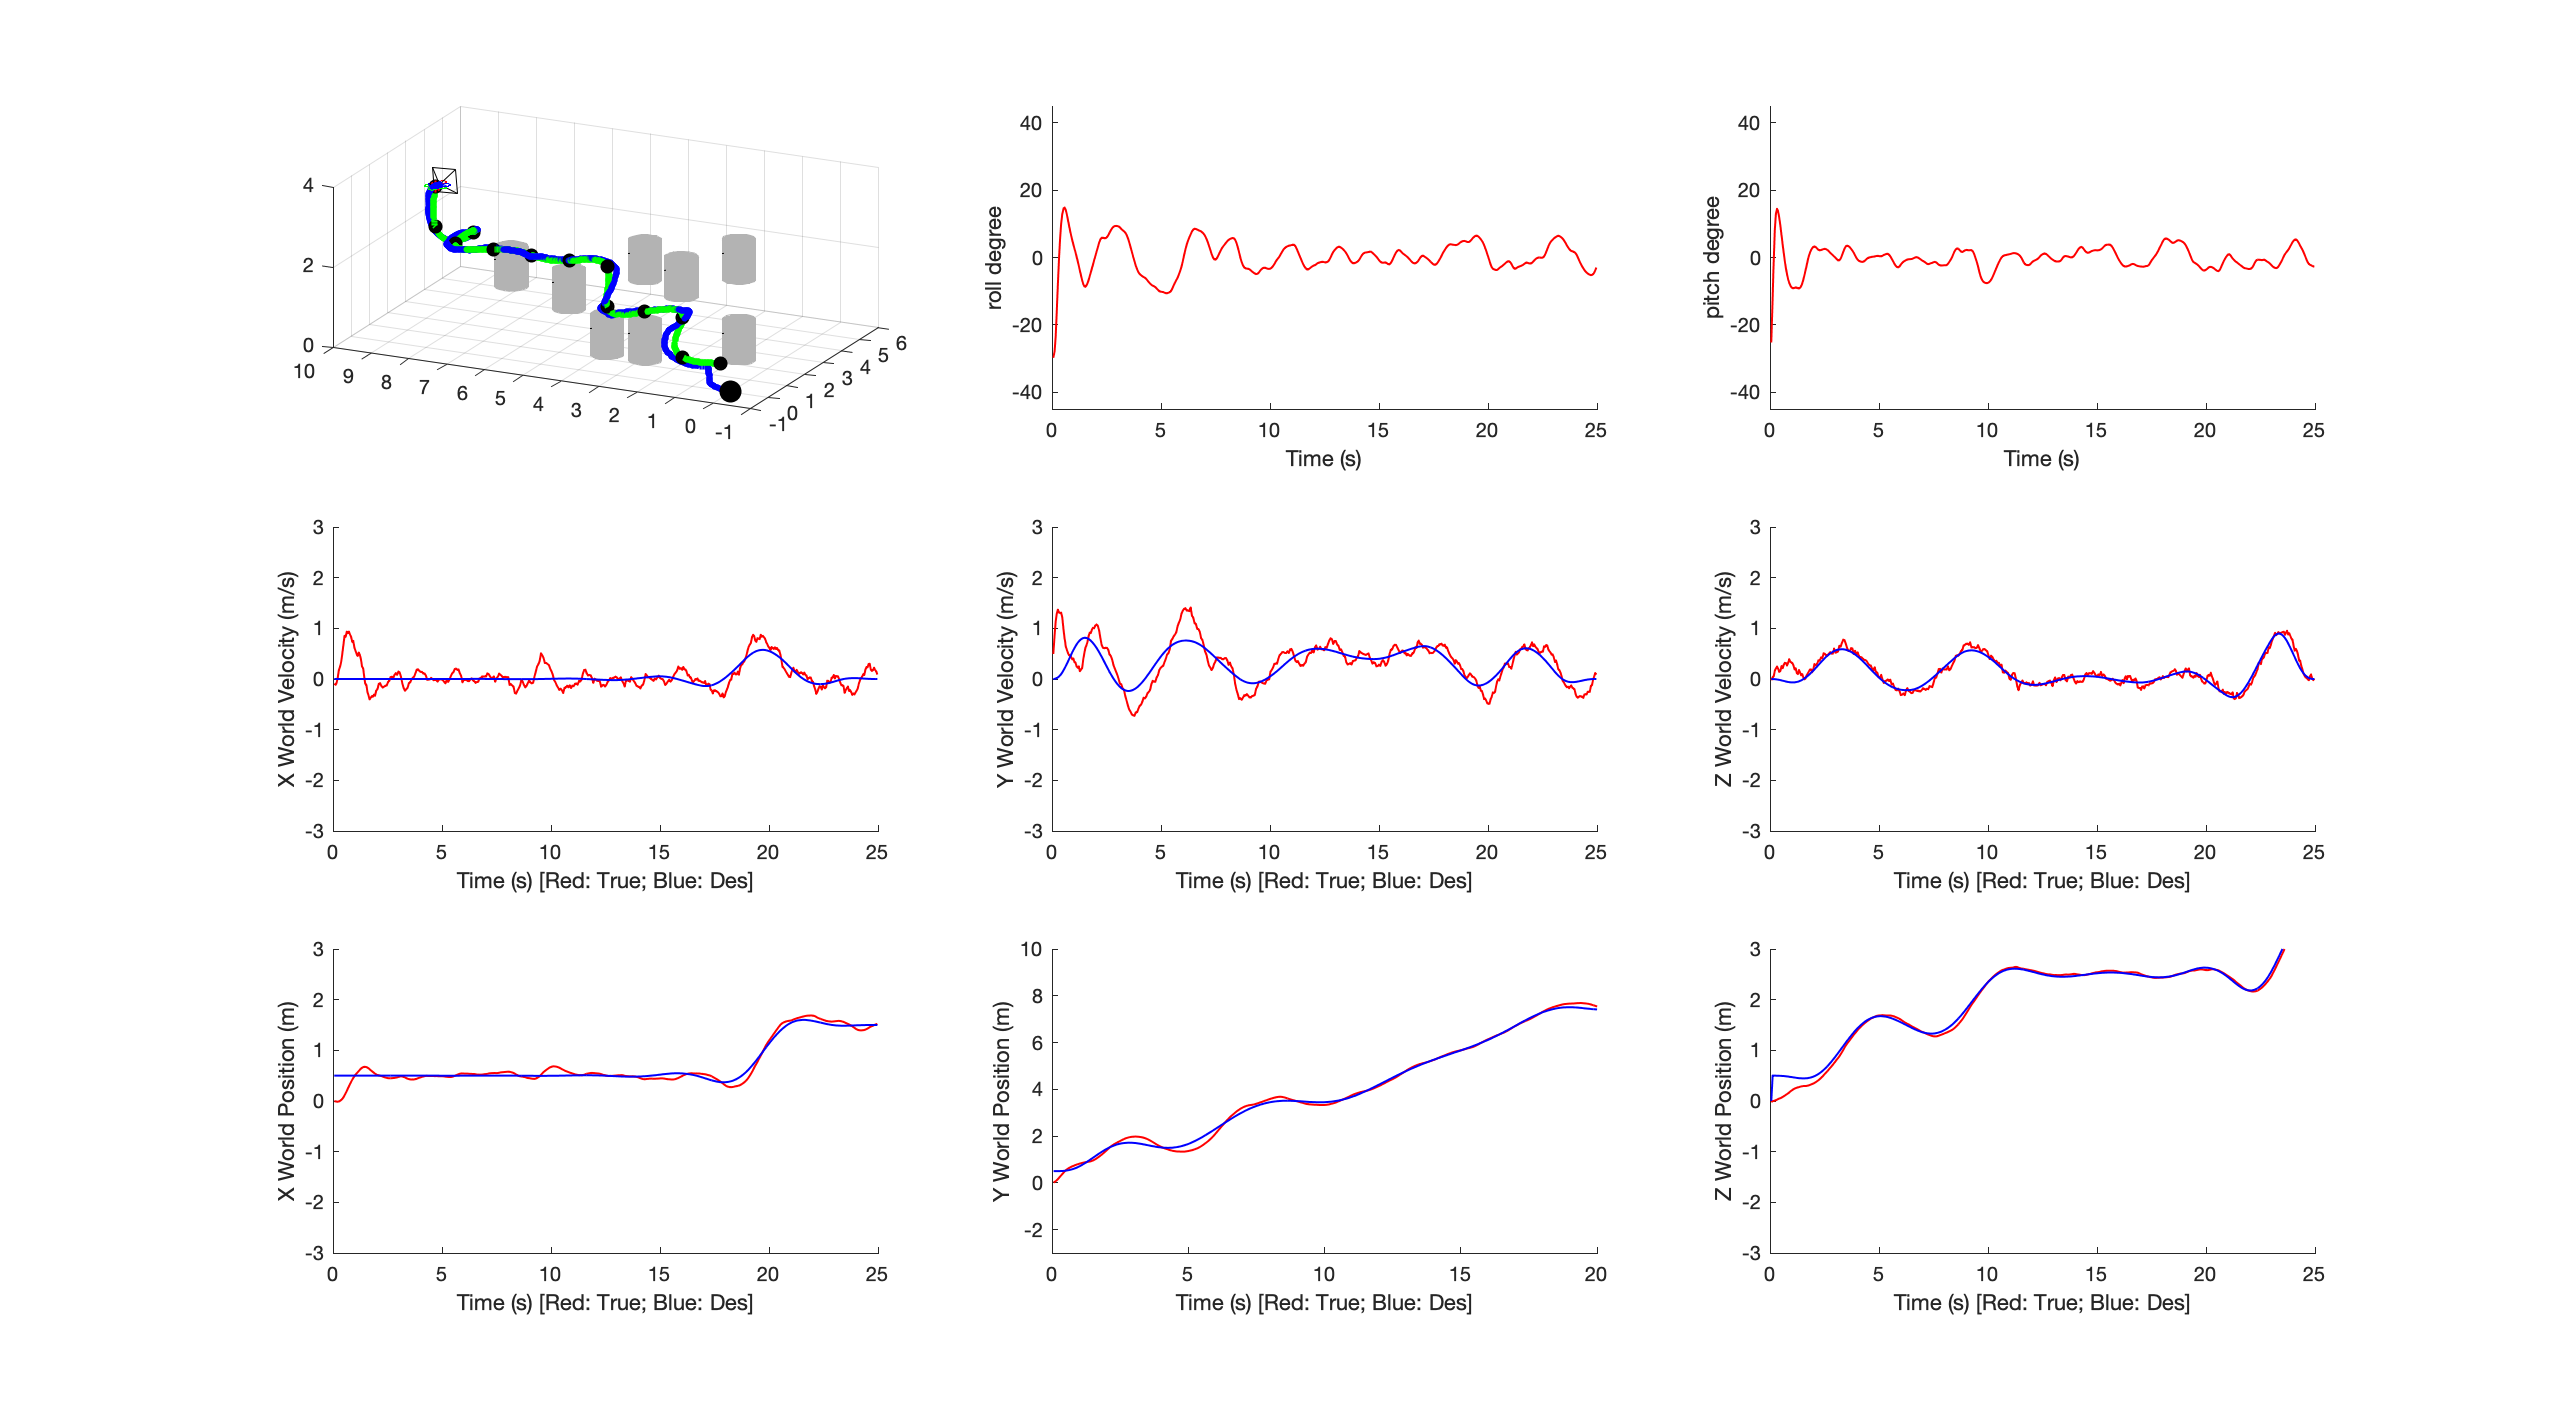 4
2
0
10 9 8 7 6 5 4 3 2 1 0 -1
-1 0 1 2 3 4 5 6
roll degree
40
20
0
-20
-40
0 5 10 15 20 25
Time (s)
pitch degree
40
20
0
-20
-40
0 5 10 15 20 25
Time (s)
X World Velocity (m/s)
3
2
1
0
-1
-2
-3
0 5 10 15 20 25
Time (s) [Red: True; Blue: Des]
Y World Velocity (m/s)
3
2
1
0
-1
-2
-3
0 5 10 15 20 25
Time (s) [Red: True; Blue: Des]
Z World Velocity (m/s)
3
2
1
0
-1
-2
-3
0 5 10 15 20 25
Time (s) [Red: True; Blue: Des]
X World Position (m)
3
2
1
0
-1
-2
-3
0 5 10 15 20 25
Time (s) [Red: True; Blue: Des]
Y World Position (m)
10
8
6
4
2
0
-2
0 5 10 15 20
Time (s) [Red: True; Blue: Des]
Z World Position (m)
3
2
1
0
-1
-2
-3
0 5 10 15 20 25
Time (s) [Red: True; Blue: Des]